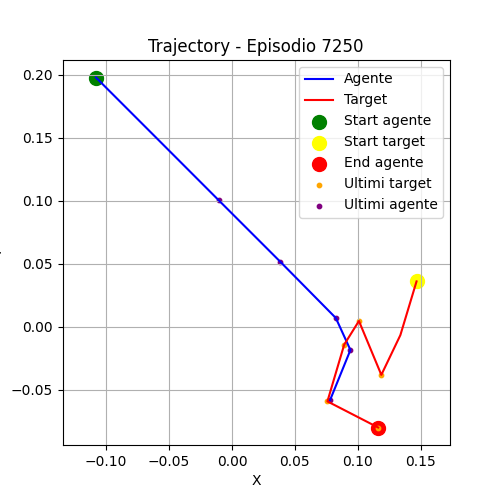 Trajectory - Episodio 7250
Agente
Target
Start agente
Start target
End agente
Ultimi target
Ultimi agente
0.20
0.15
0.10
0.05
0.00
−0.05
−0.10
−0.05
0.00
0.05
0.10
0.15
X